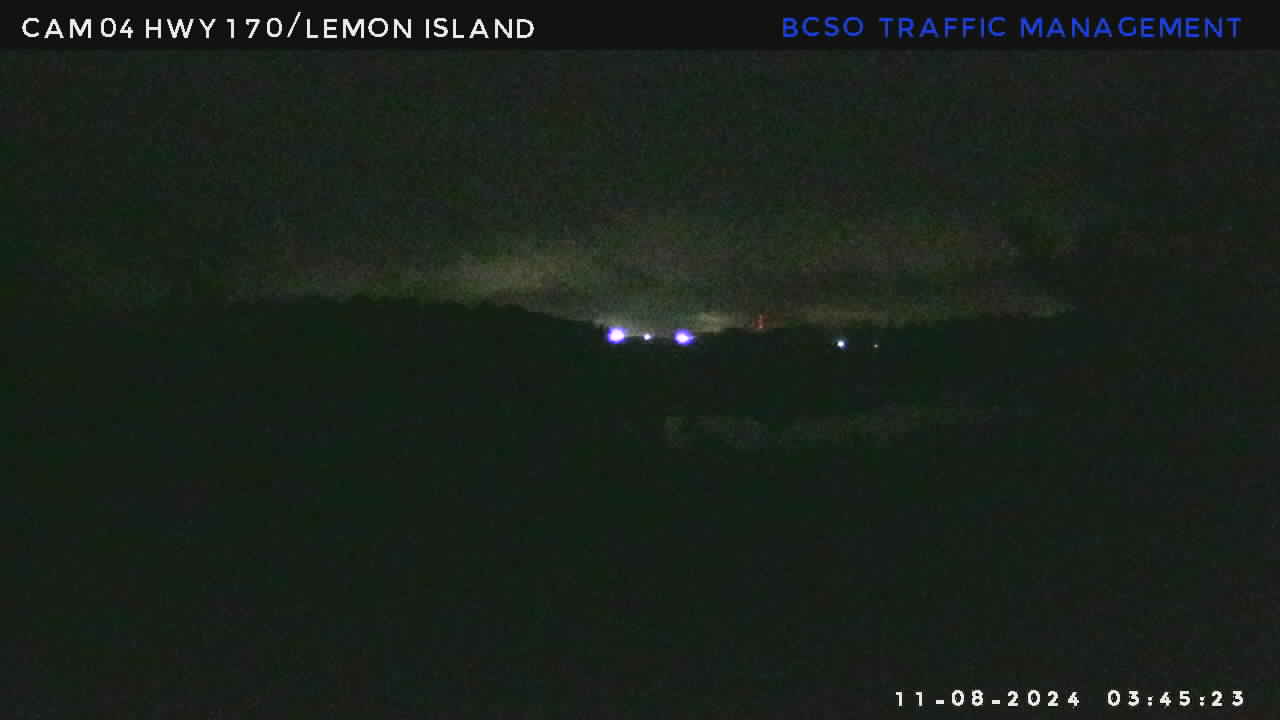 CAM04 HWY 170/LEMON ISLAND
BCSO TRAFFIC MANAGEMENT
11-08-2024 03:45:23